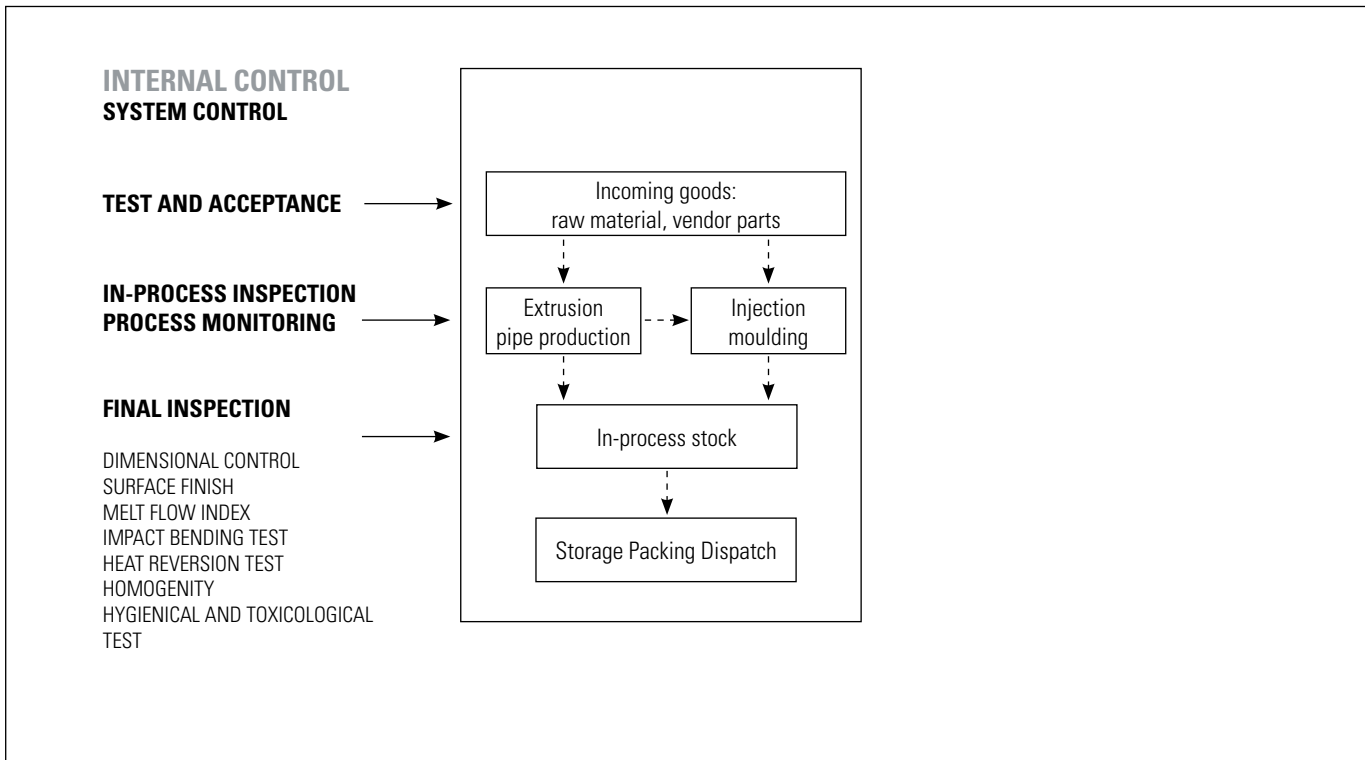 INTERNAL CONTROL
SYSTEM CONTROL
TEST AND ACCEPTANCE
Incoming goods:
raw material, vendor parts
IN-PROCESS INSPECTION
PROCESS MONITORING
Extrusion
pipe production
Injection
moulding
FINAL INSPECTION
In-process stock
DIMENSIONAL CONTROL
SURFACE FINISH
MELT FLOW INDEX
IMPACT BENDING TEST
HEAT REVERSION TEST
HOMOGENITY
HYGIENICAL AND TOXICOLOGICAL
TEST
Storage Packing Dispatch